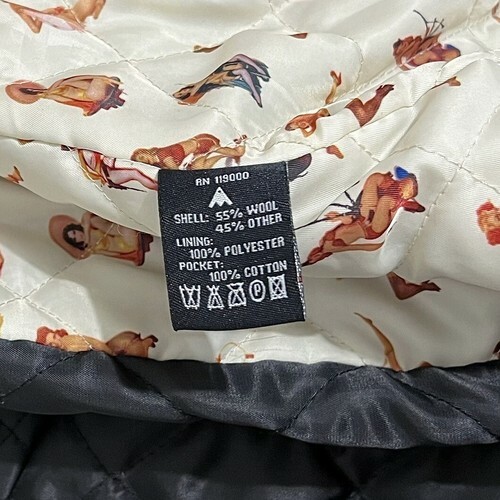 RN 119000
SHELL: 55% WOOL
45% OTHER
LINING:
100% POLYESTER
POCKET:
100% COTTON
P